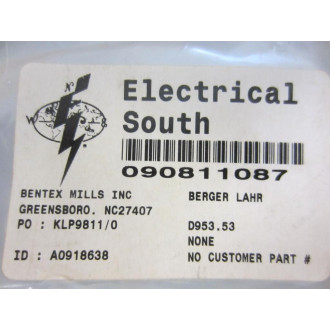 N
W
Electrical
South
090811087
BENTEX MILLS INC
BERGER LAHR
GREENSBORO. NC27407
PO : KLP9811/0
D953.53
NONE
ID : A0918638
NO CUSTOMER PART #